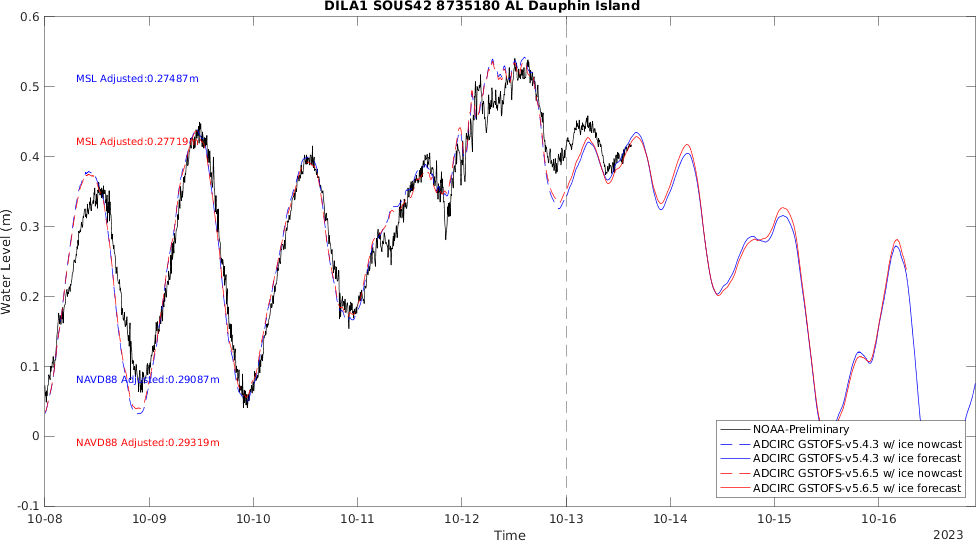 DILA1 SOUS42 8735180 AL Dauphin Island
0.6
0.5
0.4
0.3
0.2
0.1
0
-0.1
Water Level (m)
MSL Adjusted:0.27487m
MSL Adjusted:0.27719m
NAVD88 Adjusted:0.29087m
NAVD88 Adjusted:0.29319m
NOAA-Preliminary
ADCIRC GSTOFS-v5.4.3 w/ ice nowcast
ADCIRC GSTOFS-v5.4.3 w/ ice forecast
ADCIRC GSTOFS-v5.6.5 w/ ice nowcast
ADCIRC GSTOFS-v5.6.5 w/ ice forecast
10-08 10-09 10-10 10-11 10-12 10-13 10-14 10-15 10-16
Time
2023